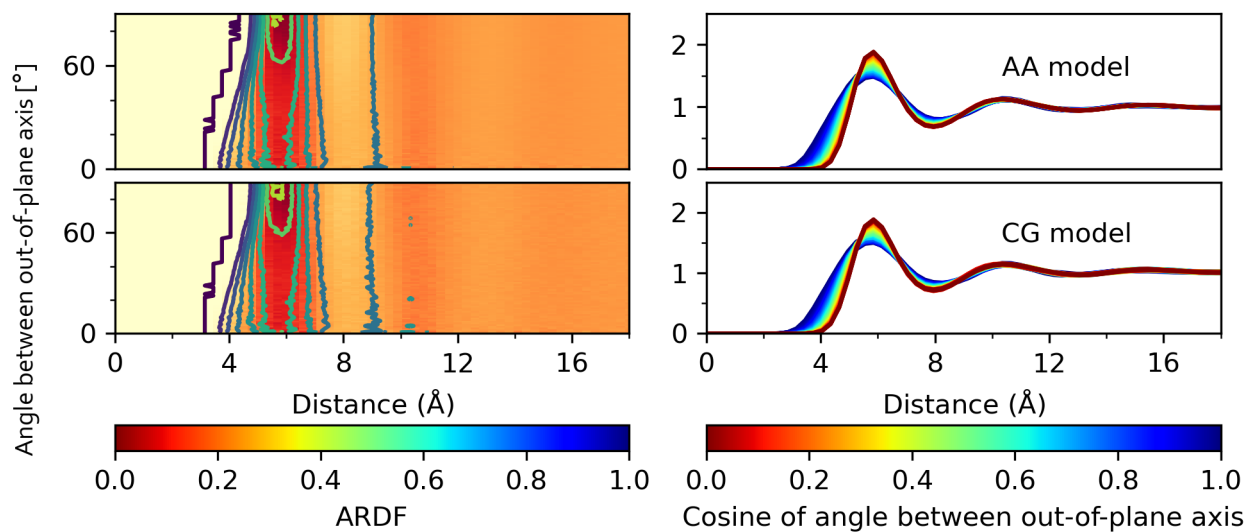 Angle between out-of-plane axis [°]
60
0
60
0
0 4 8 12 16
Distance (Å)
0.0 0.2 0.4 0.6 0.8 1.0
ARDF
2
1
0
AA model
2
1
0
CG model
0 4 8 12 16
Distance (Å)
0.0 0.2 0.4 0.6 0.8 1.0
Cosine of angle between out-of-plane axis